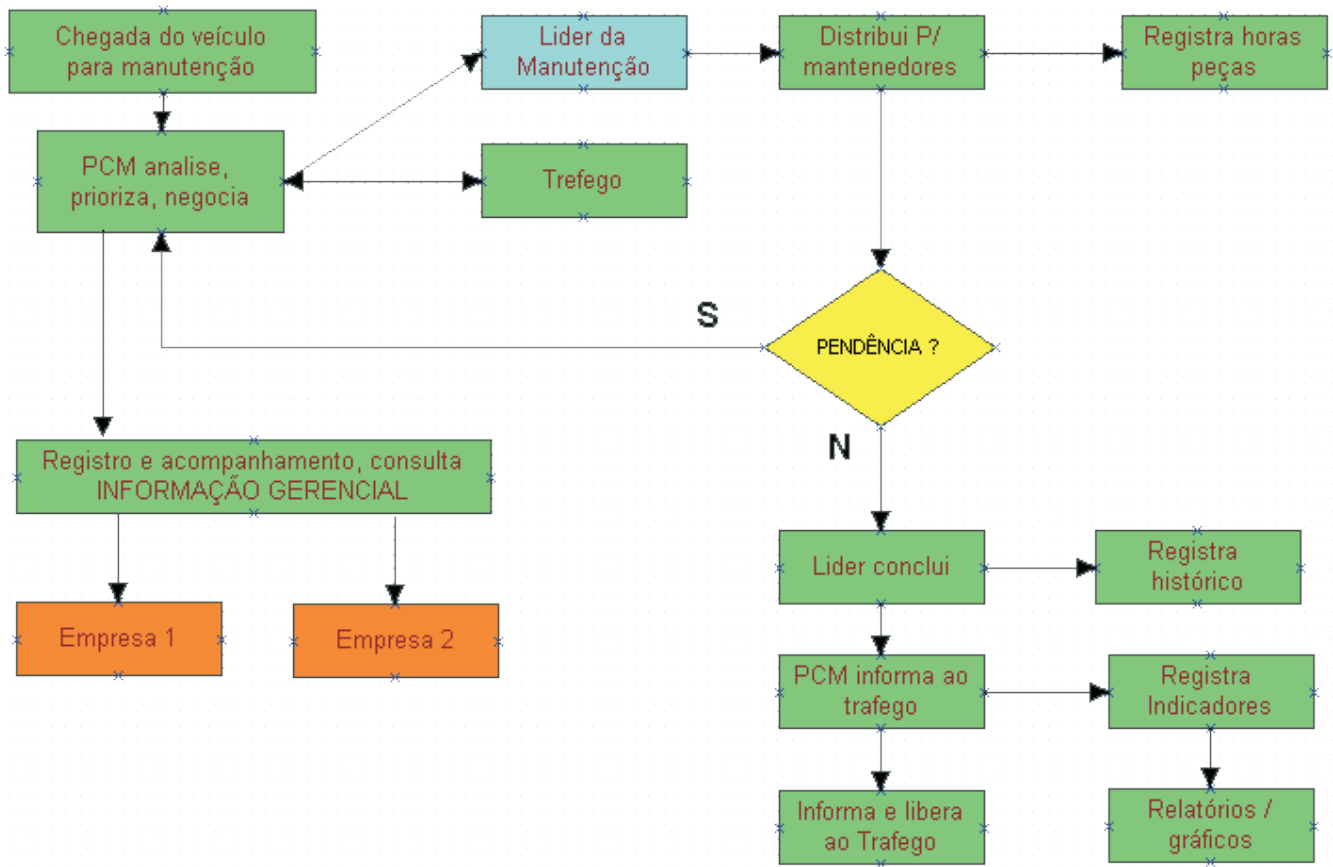 Chegada do veículo
para manutenção
Lider da
Manutenção
Distribui P/
mantenedores
Registra horas
peças
PCM analise,
prioriza, negocia
Trefego
S
PENDÊNCIA ?
N
Registro e acompanhamento, consulta
INFORMAÇÃO GERENCIAL
Empresa 1
Empresa 2
Lider conclui
Registra
histórico
PCM informa ao
trafego
Registra
Indicadores
Informa e libera
ao Trafego
Relatórios /
gráficos